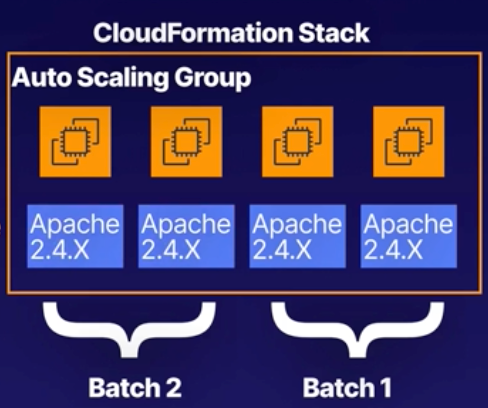 CloudFormation Stack
Auto Scaling Group
Apache
2.4.X
Apache
2.4.X
Apache
2.4.X
Apache
2.4.X
Batch 2
Batch 1